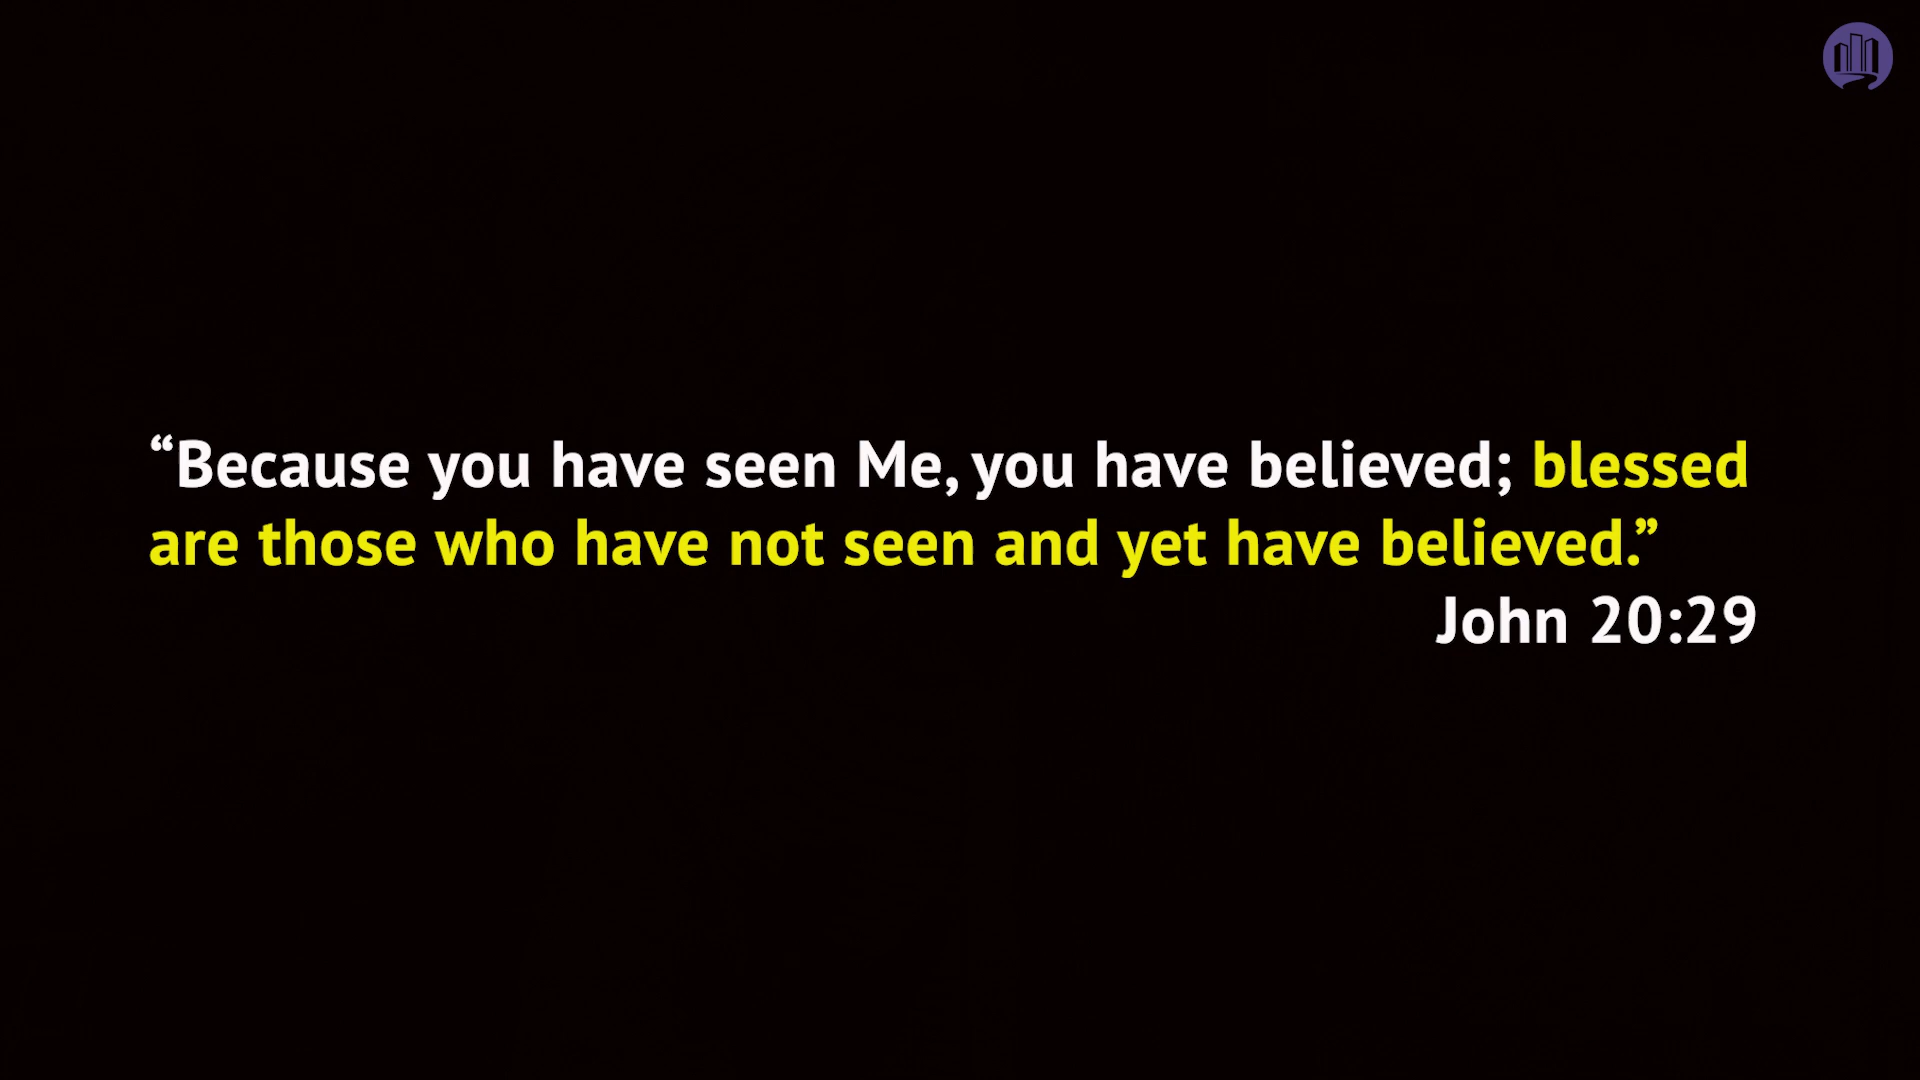 “Because you have seen Me, you have believed; blessed
are those who have not seen and yet have believed.”
John 20:29